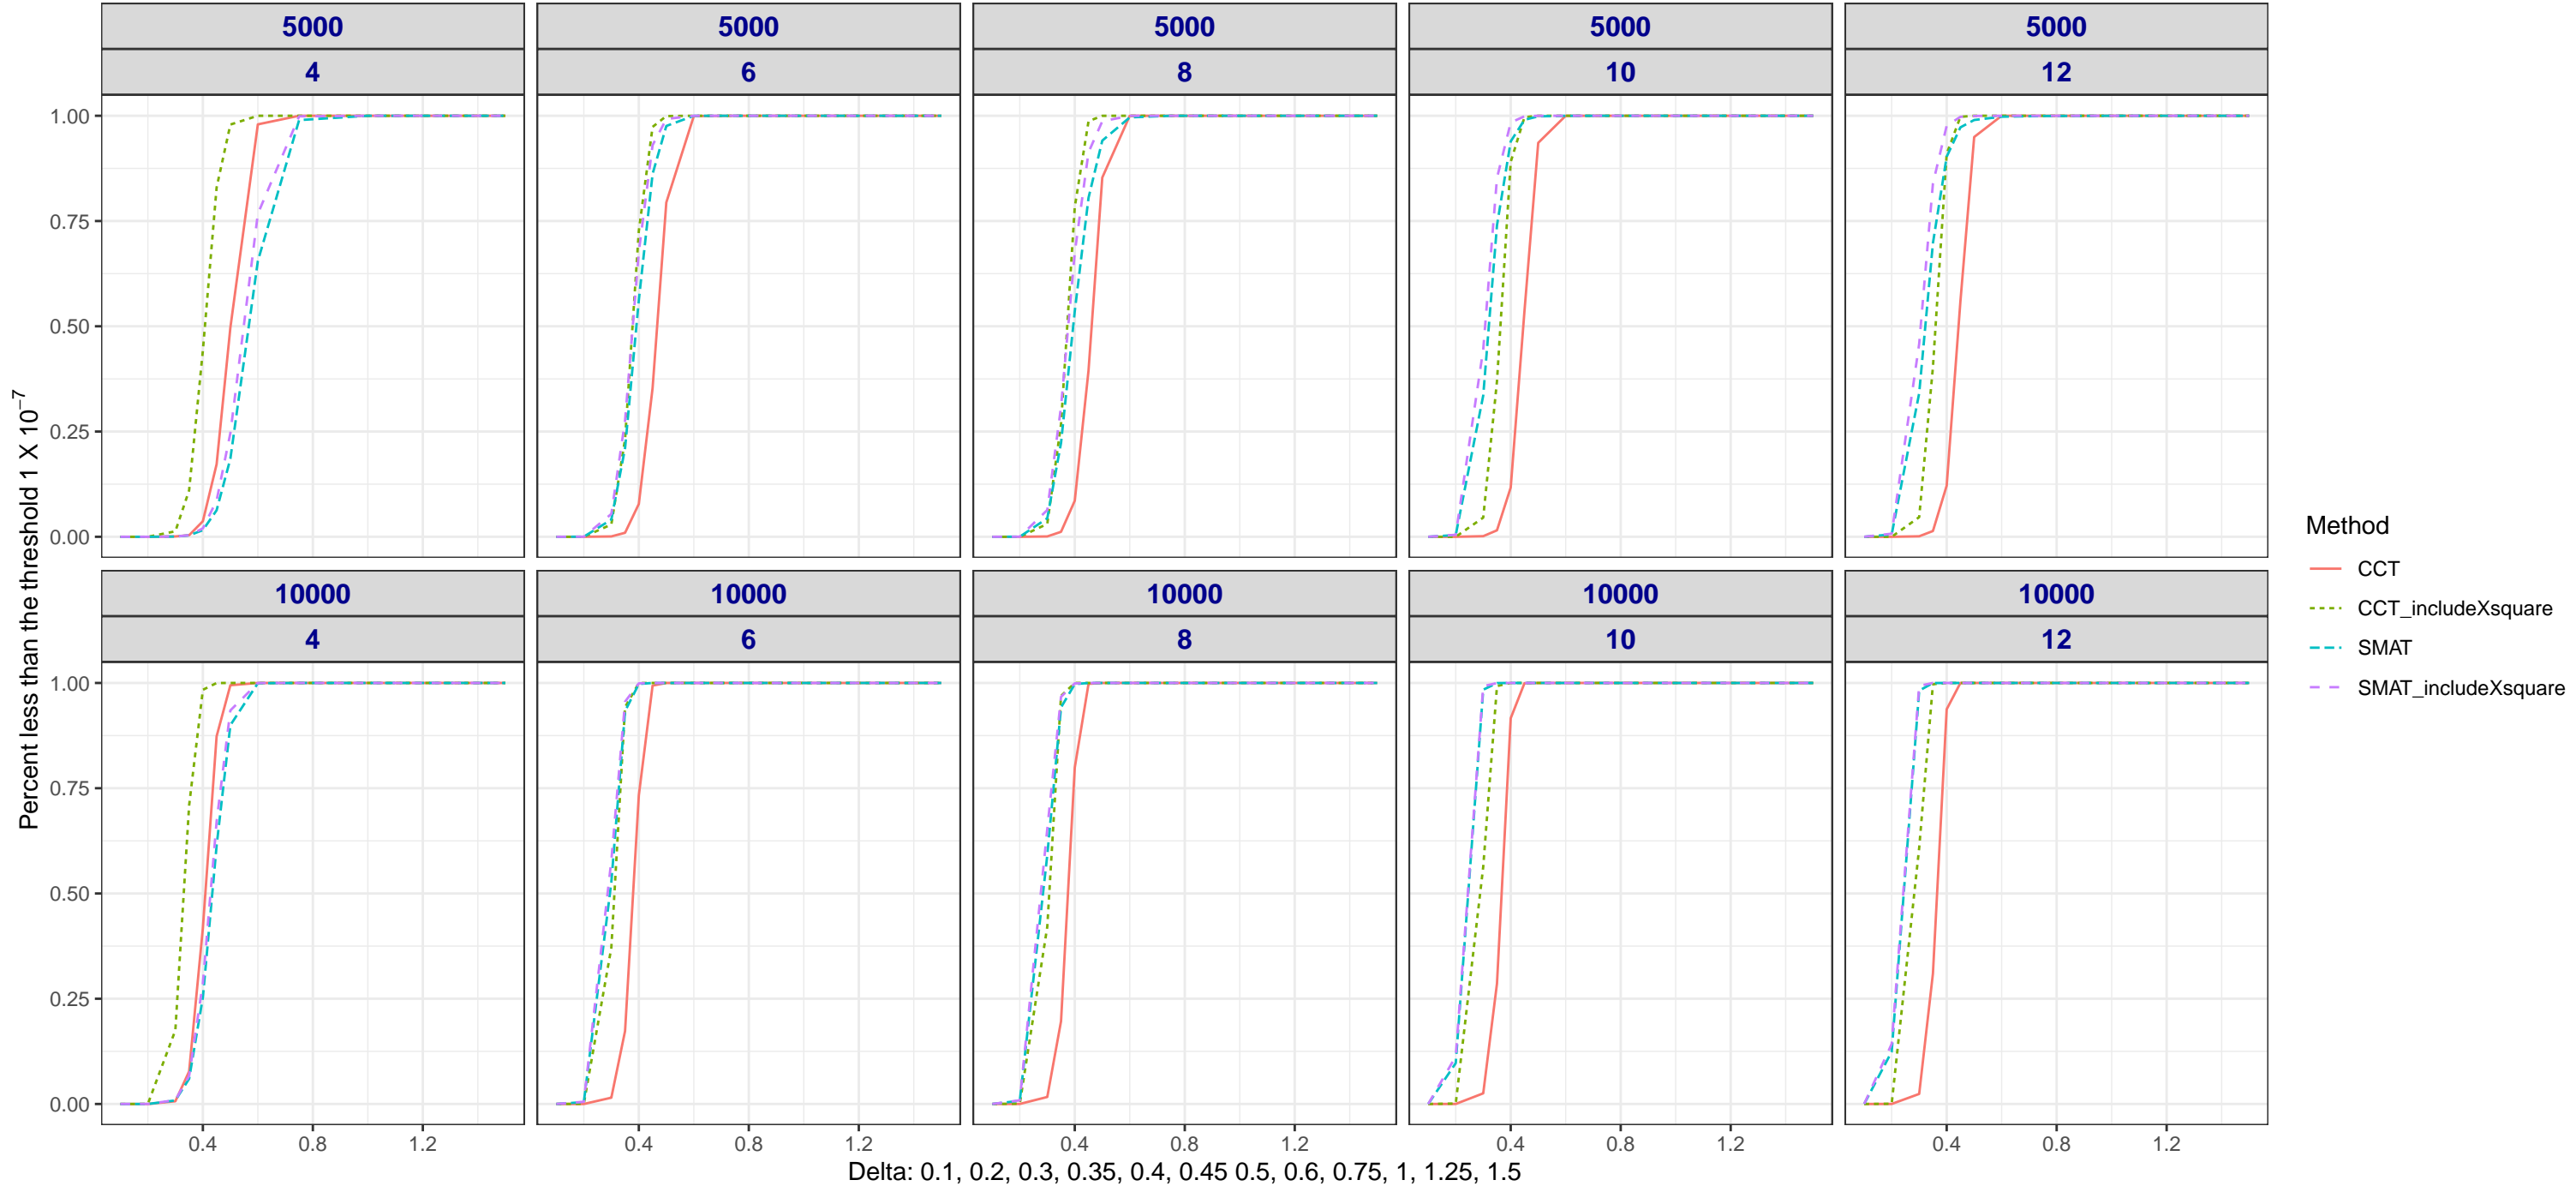 5000 5000 5000 5000 5000
4 6 8 10 12
1.00
0.75
0.50
0.25
0.00
10000 10000 10000 10000 10000
4 6 8 10 12
1.00
0.75
0.50
0.25
0.00
0.4 0.8 1.2 0.4 0.8 1.2 0.4 0.8 1.2 0.4 0.8 1.2 0.4 0.8 1.2
Delta: 0.1, 0.2, 0.3, 0.35, 0.4, 0.45 0.5, 0.6, 0.75, 1, 1.25, 1.5
Percent less than the threshold 1 X 10⁻⁷
Method
CCT
CCT_includeXsquare
SMAT
SMAT_includeXsquare